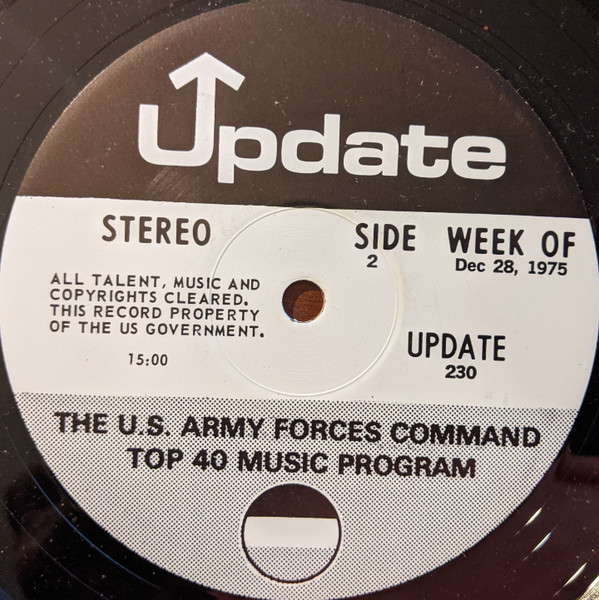 Update
STEREO
SIDE
2
WEEK OF
Dec 28, 1975
ALL TALENT, MUSIC AND
COPYRIGHTS CLEARED.
THIS RECORD PROPERTY
OF THE US GOVERNMENT.
15:00
UPDATE
230
THE U.S. ARMY FORCES COMMAND
TOP 40 MUSIC PROGRAM